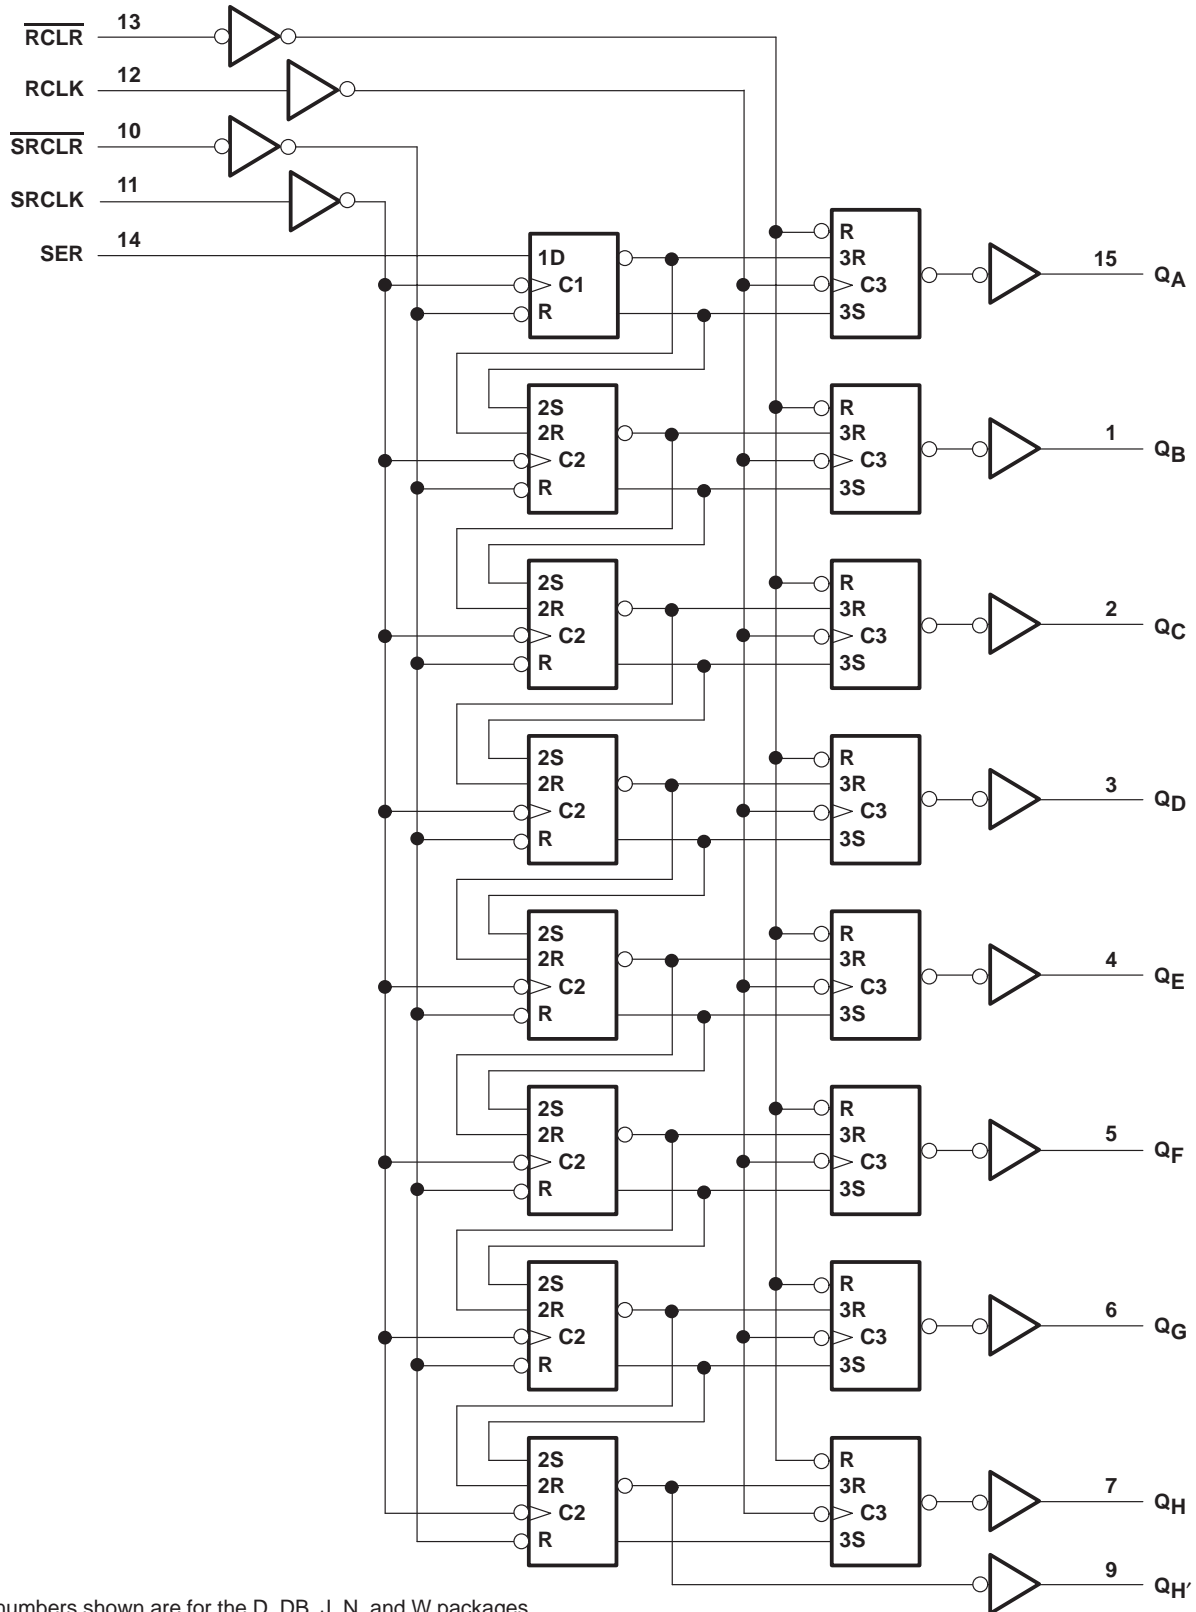 RCLR 13
RCLK 12
SRCLR 10
SRCLK 11
SER 14
1D
C1
R
R
3R
C3
3S
15 QA
2S
2R
C2
R
R
3R
C3
3S
1 QB
2S
2R
C2
R
R
3R
C3
3S
2 QC
2S
2R
C2
R
R
3R
C3
3S
3 QD
2S
2R
C2
R
R
3R
C3
3S
4 QE
2S
2R
C2
R
R
3R
C3
3S
5 QF
2S
2R
C2
R
R
3R
C3
3S
6 QG
2S
2R
C2
R
R
3R
C3
3S
7 QH
9 QH′
numbers shown are for the D, DB, J, N, and W packages